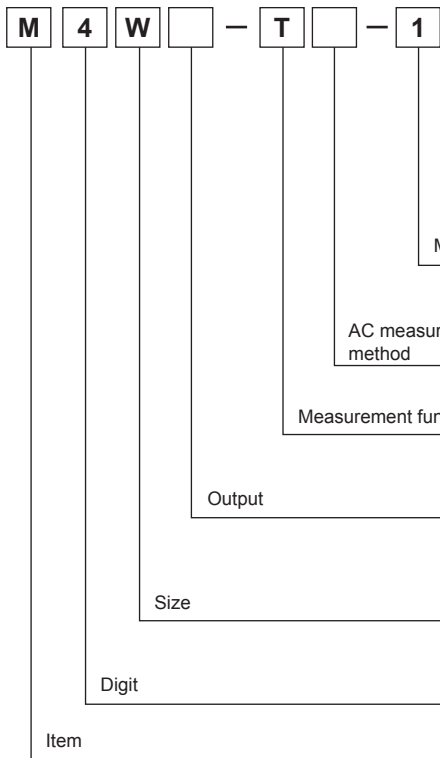 M 4 W – T – 1
AC measur
method
Measurement fun
Output
Size
Digit
Item